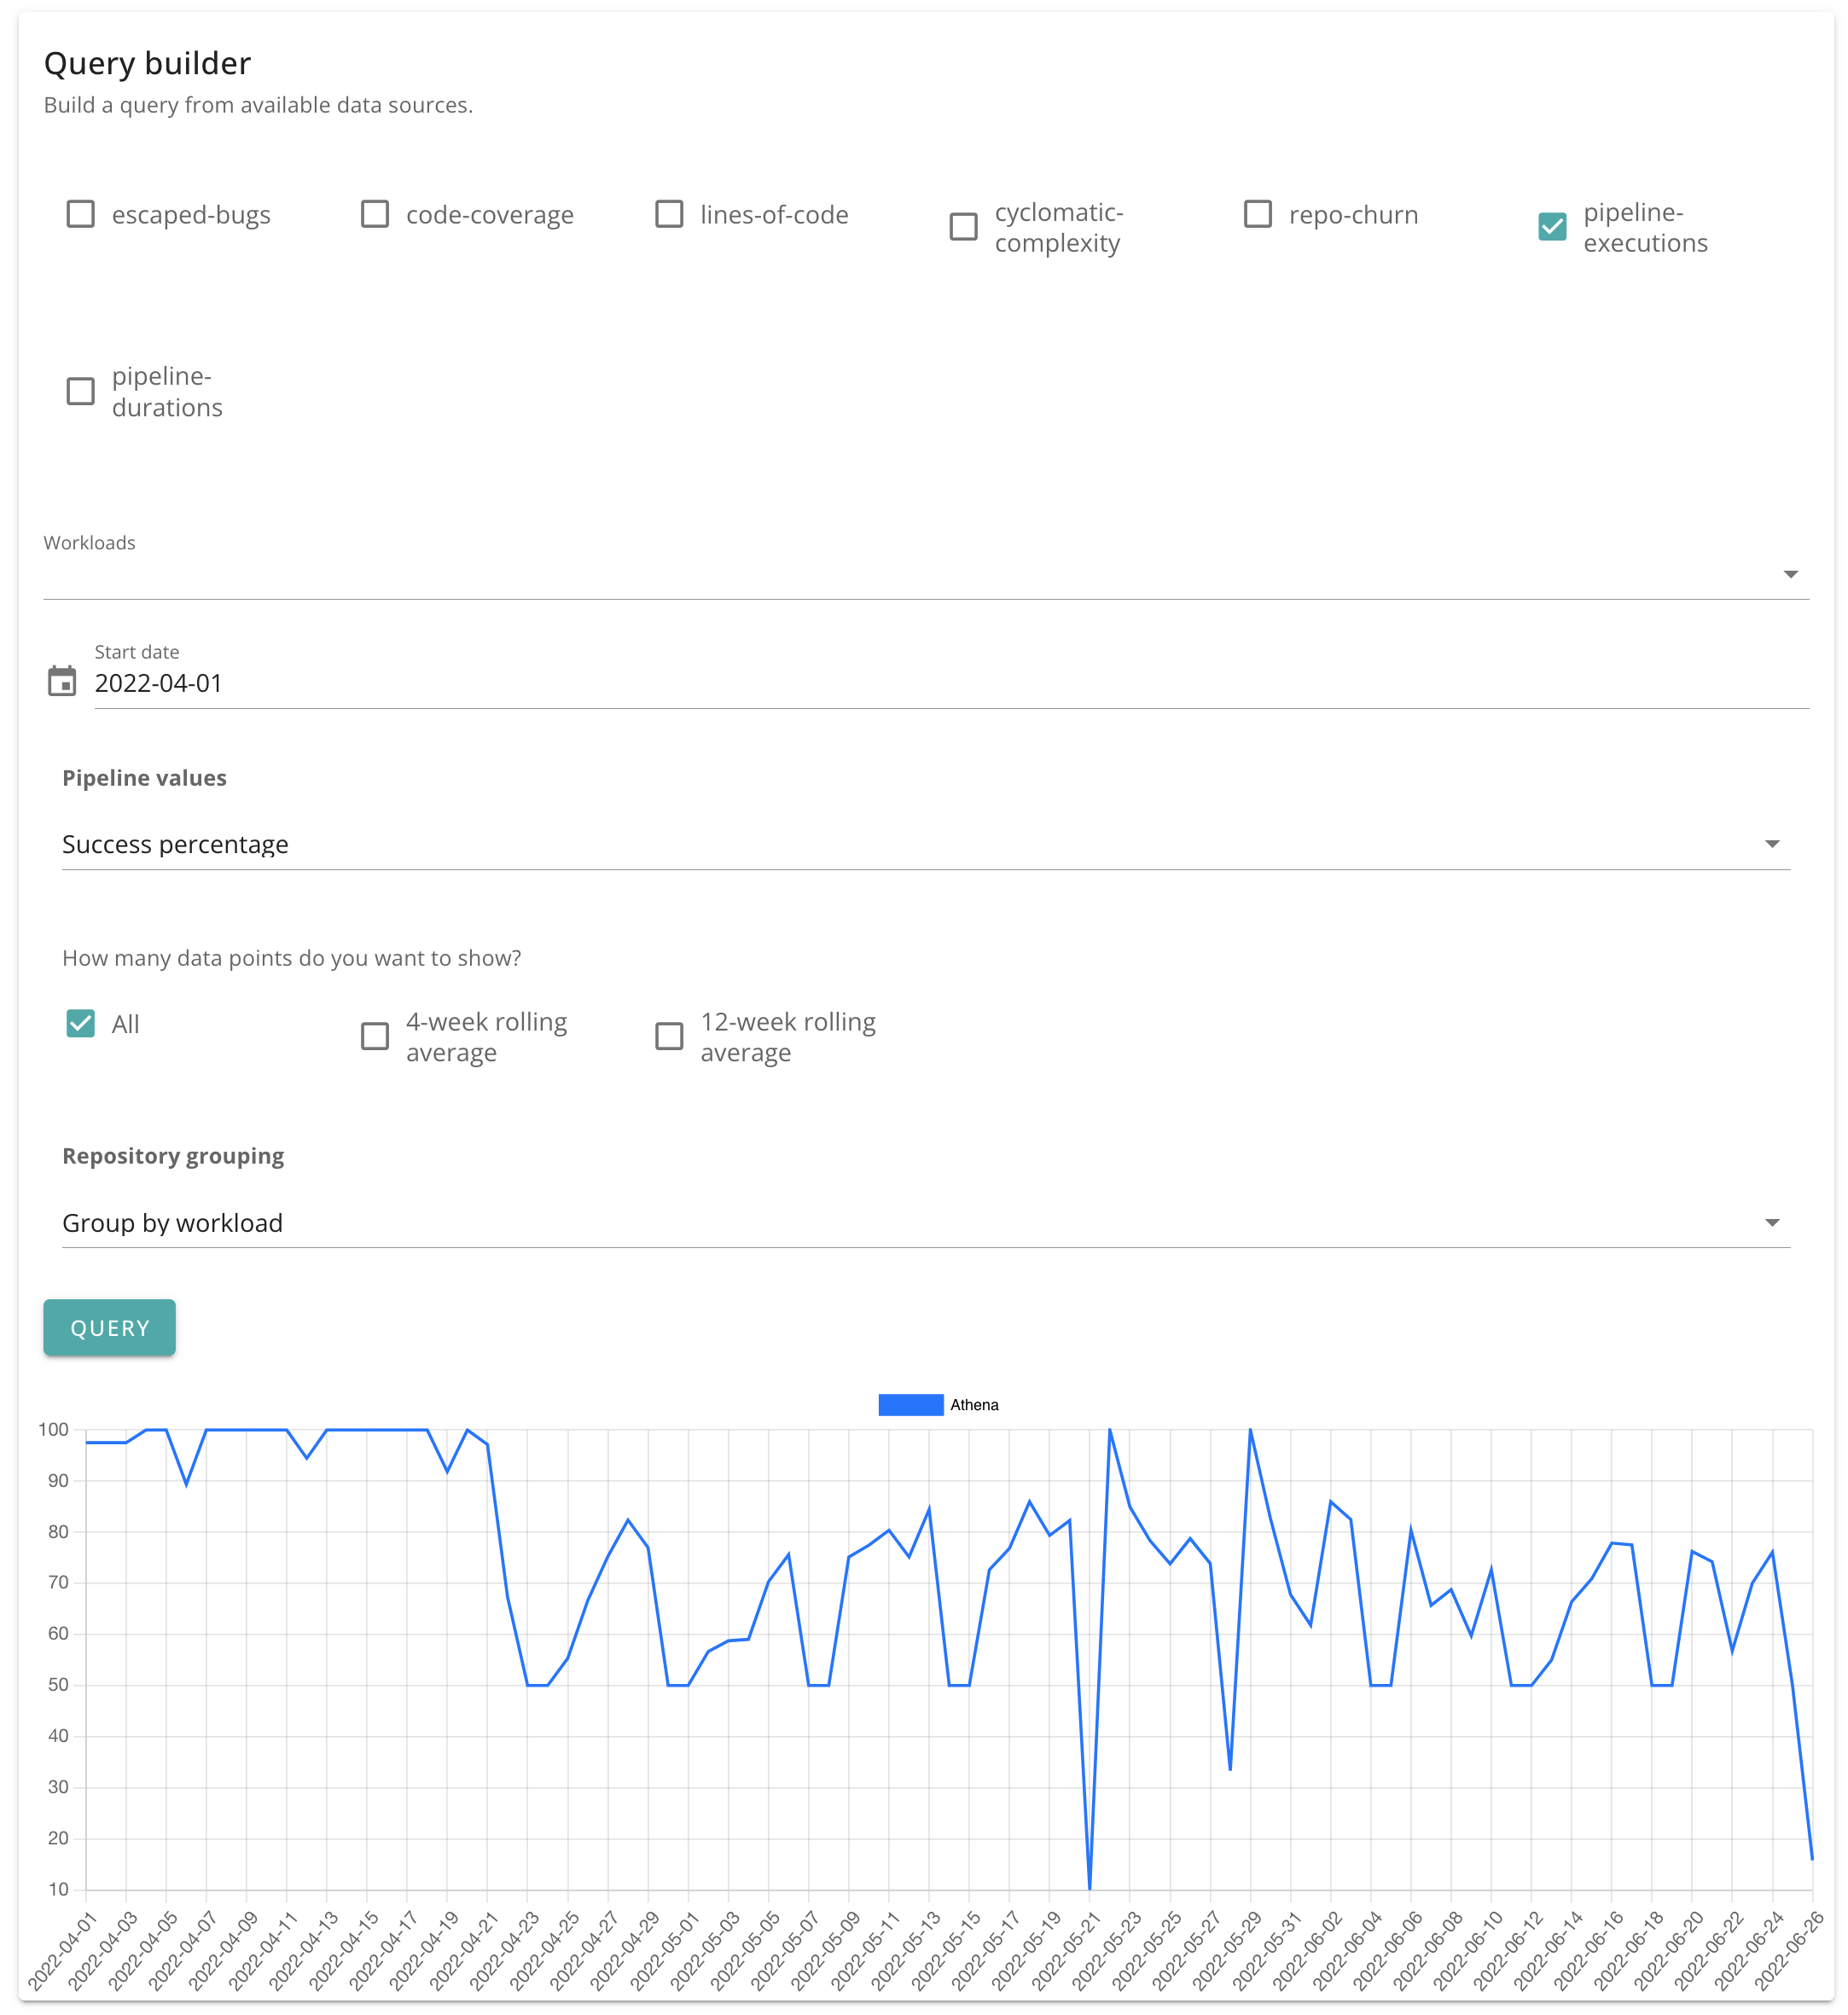 Query builder
Build a query from available data sources.
escaped-bugs
code-coverage
lines-of-code
cyclomatic-
complexity
repo-churn
pipeline-
executions
pipeline-
durations
Workloads
Start date
2022-04-01
Pipeline values
Success percentage
How many data points do you want to show?
All
4-week rolling
average
12-week rolling
average
Repository grouping
Group by workload
QUERY
Athena
100
90
80
70
60
50
40
30
20
10
2022-04-01
2022-04-03
2022-04-05
2022-04-07
2022-04-09
2022-04-11
2022-04-13
2022-04-15
2022-04-17
2022-04-19
2022-04-21
2022-04-23
2022-04-25
2022-04-27
2022-04-29
2022-05-01
2022-05-03
2022-05-05
2022-05-07
2022-05-09
2022-05-11
2022-05-13
2022-05-15
2022-05-17
2022-05-19
2022-05-21
2022-05-23
2022-05-25
2022-05-27
2022-05-29
2022-05-31
2022-06-02
2022-06-04
2022-06-06
2022-06-08
2022-06-10
2022-06-12
2022-06-14
2022-06-16
2022-06-18
2022-06-20
2022-06-22
2022-06-24
2022-06-26